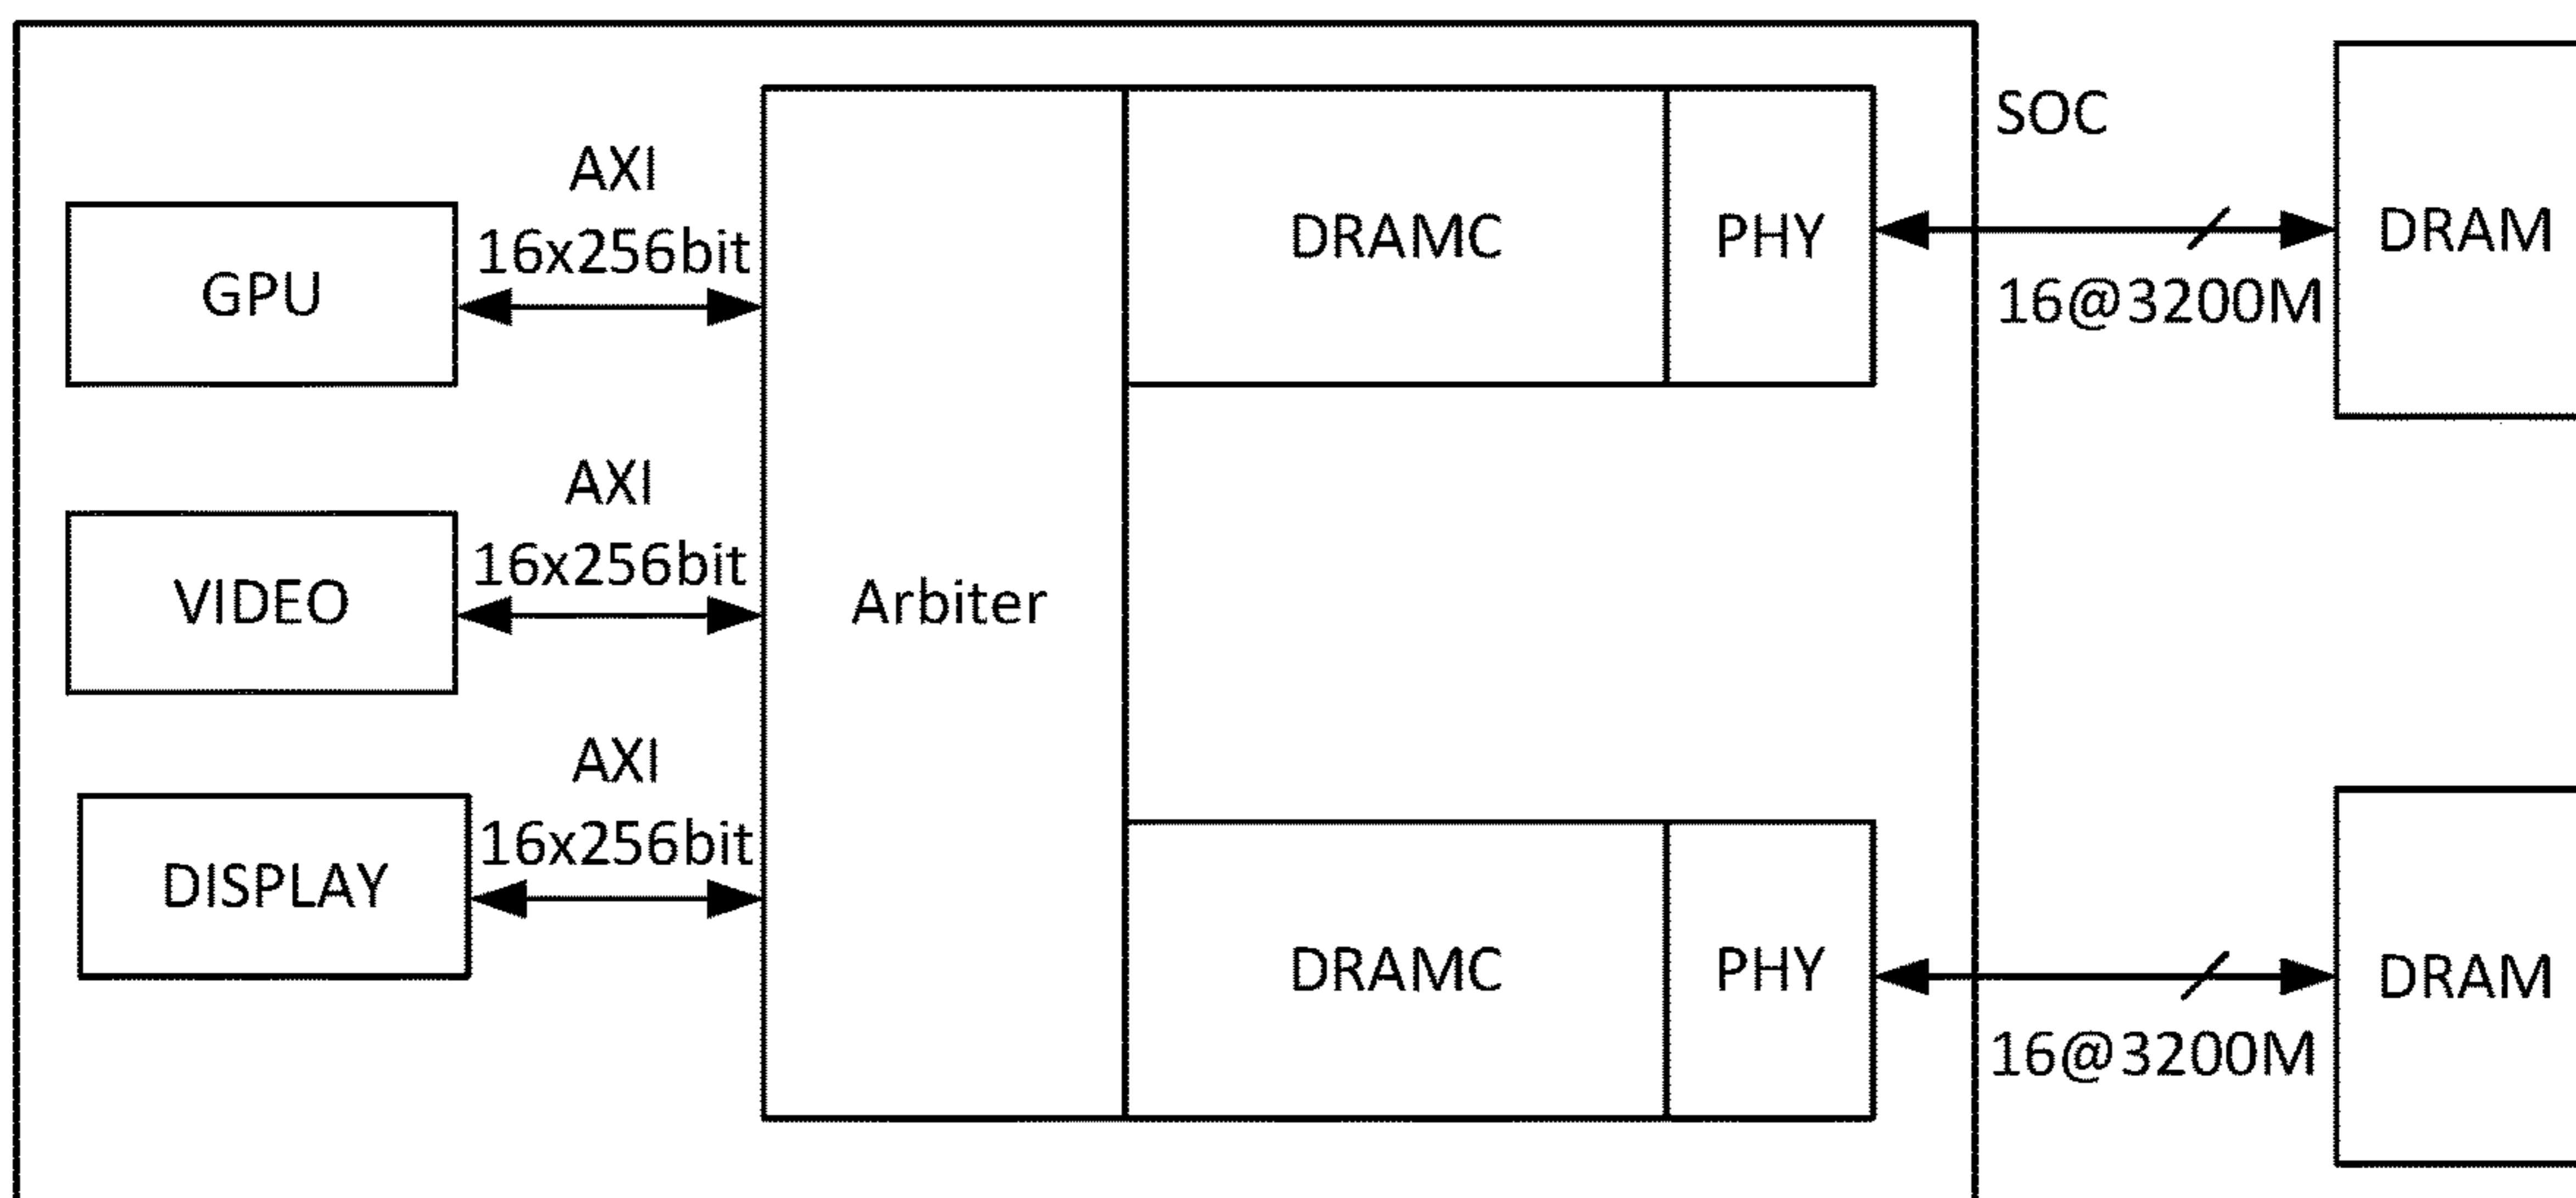 AXI
16x256bit
GPU
AXI
16x256bit
VIDEO
AXI
16x256bit
DISPLAY
Arbiter
DRAMC
PHY
SOC
16@3200M
DRAM
DRAMC
PHY
16@3200M
DRAM